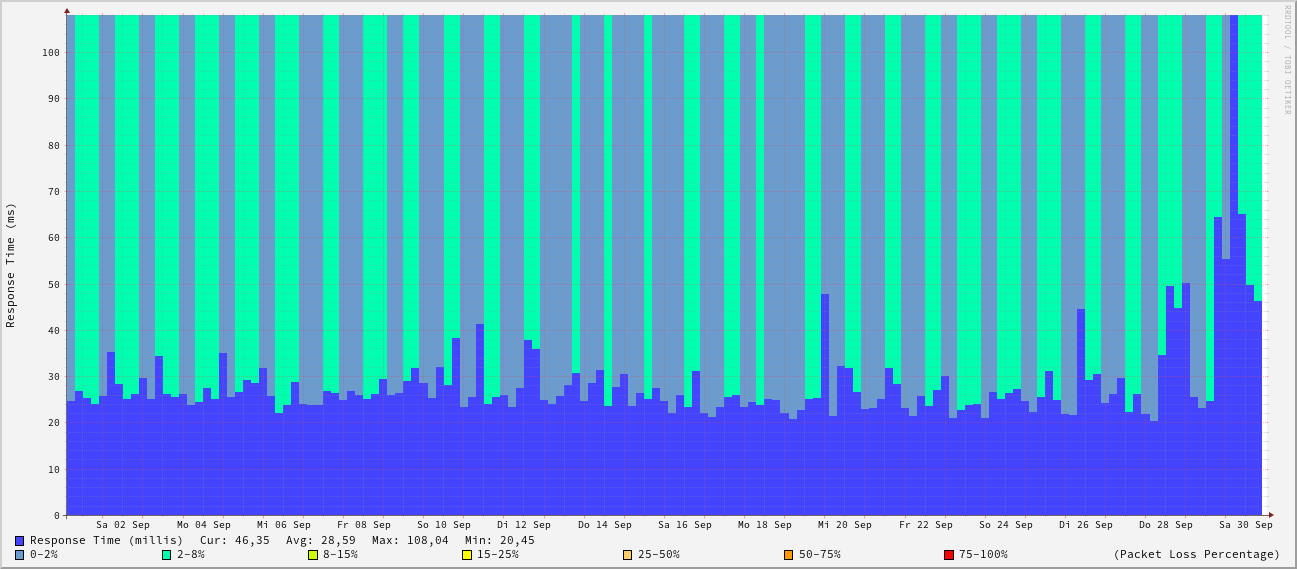 RRDTOOL / TOBI OETIKER
Response Time (ms)
100
90
80
70
60
50
40
30
20
10
0
Sa 02 Sep Mo 04 Sep Mi 06 Sep Fr 08 Sep So 10 Sep Di 12 Sep Do 14 Sep Sa 16 Sep Mo 18 Sep Mi 20 Sep Fr 22 Sep So 24 Sep Di 26 Sep Do 28 Sep Sa 30 Sep
Response Time (millis) Cur: 46,35 Avg: 28,59 Max: 108,04 Min: 20,45
0-2% 2-8% 8-15% 15-25% 25-50% 50-75% 75-100% (Packet Loss Percentage)